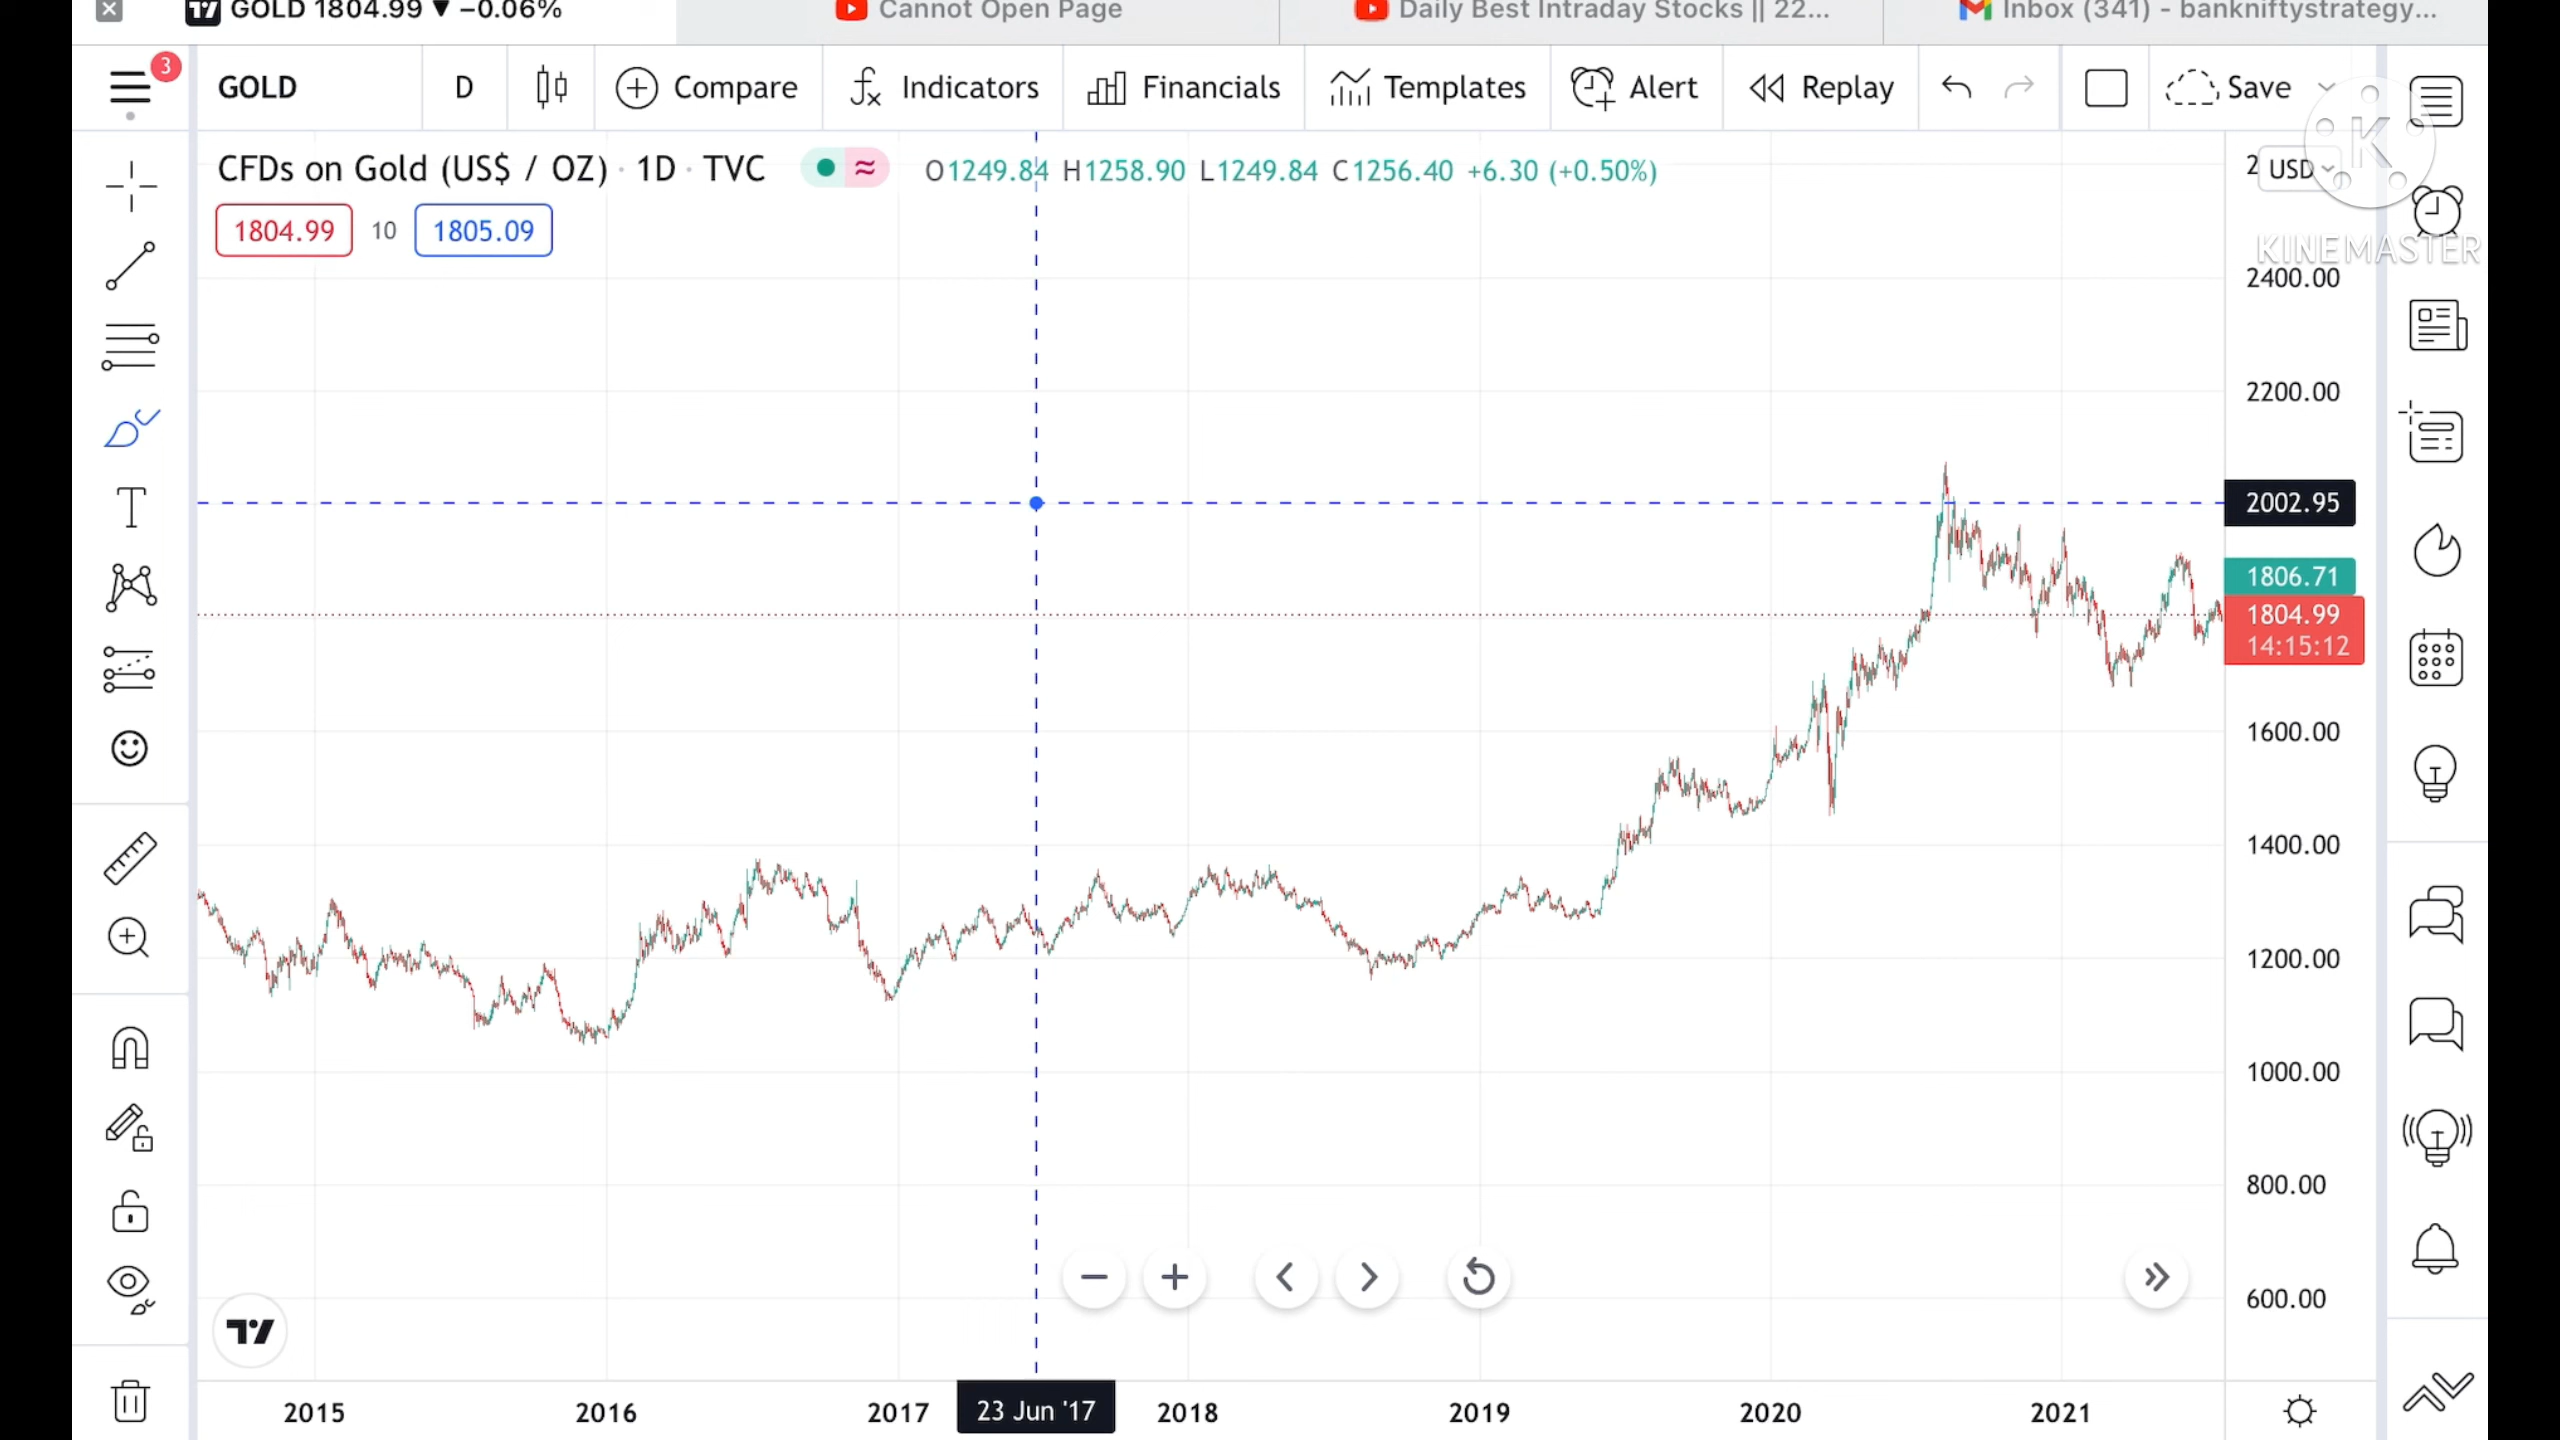 GOLD 1804.99 ▼ −0.06%
Cannot Open Page
Daily Best Intraday Stocks || 22...
Inbox (341) - bankniftystrategy...
3
GOLD
D
Compare
Indicators
Financials
Templates
Alert
Replay
Save
CFDs on Gold (US$ / OZ) · 1D · TVC
O1249.84 H1258.90 L1249.84 C1256.40 +6.30 (+0.50%)
USD
K
KINEMASTER
1804.99
10
1805.09
2400.00
2200.00
2002.95
1806.71
1804.99
14:15:12
1600.00
1400.00
1200.00
1000.00
800.00
600.00
2015
2016
2017
23 Jun '17
2018
2019
2020
2021